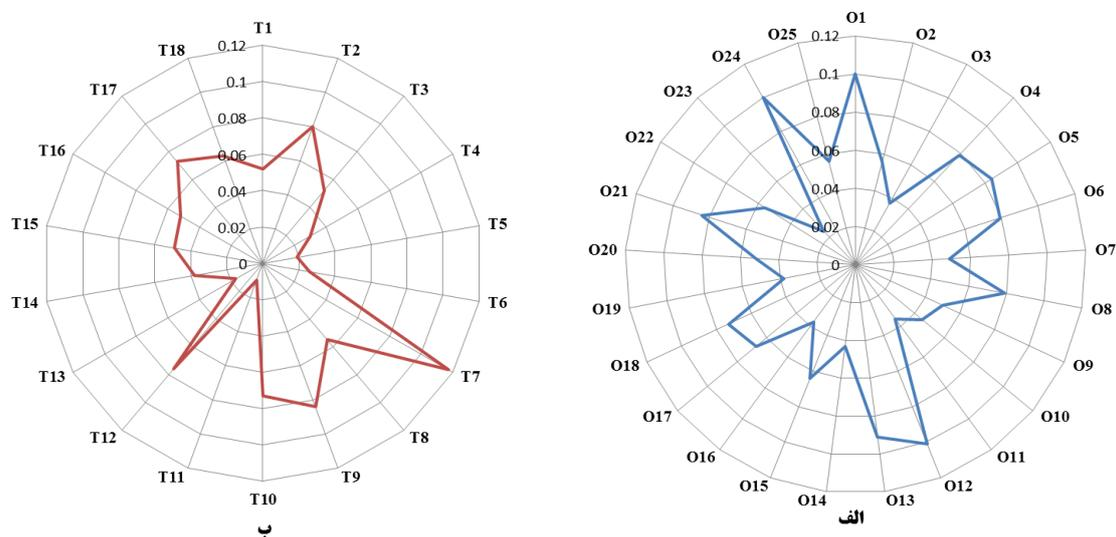 T1
T2
T3
T4
T5
T6
T7
T8
T9
T10
T11
T12
T13
T14
T15
T16
T17
T18
0.12
0.1
0.08
0.06
0.04
0.02
0
ب
O1
O2
O3
O4
O5
O6
O7
O8
O9
O10
O11
O12
O13
O14
O15
O16
O17
O18
O19
O20
O21
O22
O23
O24
O25
0.12
0.1
0.08
0.06
0.04
0.02
0
الف